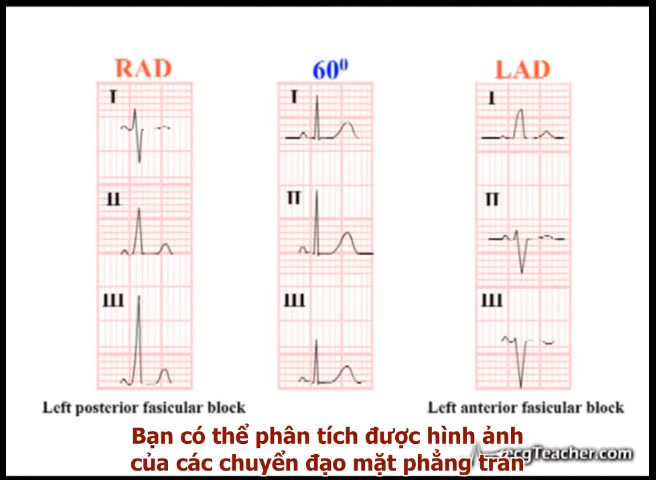 RAD 60⁰ LAD
I I I
II II II
III III III
Left posterior fasicular block Left anterior fasicular block
Bạn có thể phân tích được hình ảnh
của các chuyển đạo mặt phẳng trán
ecgTeacher.com